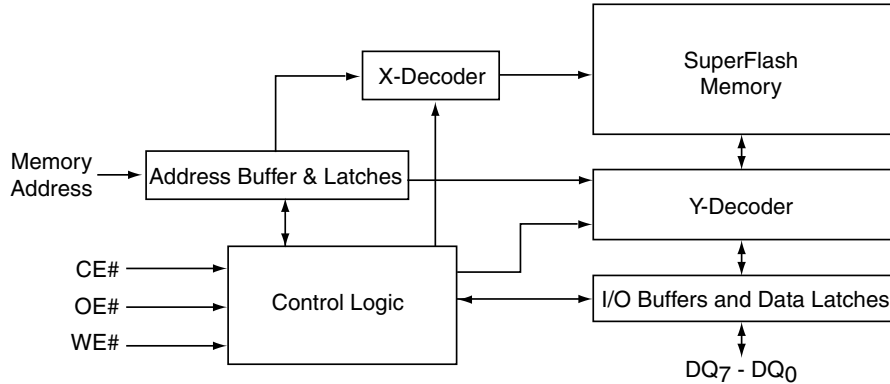 X-Decoder
SuperFlash
Memory
Memory
Address
Address Buffer & Latches
Y-Decoder
CE#
OE#
WE#
Control Logic
I/O Buffers and Data Latches
DQ7 - DQ0